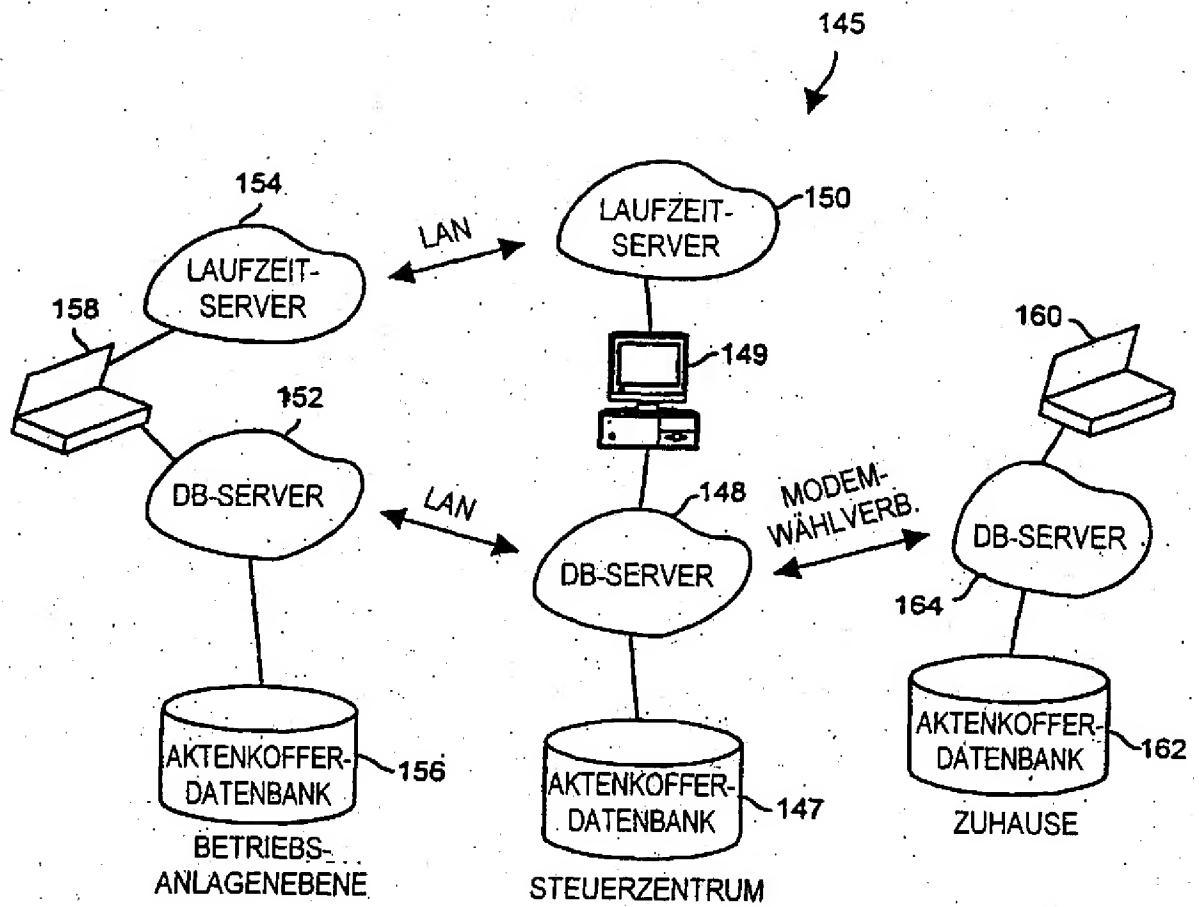 145
154
LAUFZEIT-
SERVER
LAN
LAUFZEIT-
SERVER
150
158
149
160
152
DB-SERVER
LAN
148
DB-SERVER
MODEM-
WÄHLVERB.
DB-SERVER
164
AKTENKOFFER-
DATENBANK
156
BETRIEBS-
ANLAGENEBENE
AKTENKOFFER-
DATENBANK
147
STEUERZENTRUM
AKTENKOFFER-
DATENBANK
162
ZUHAUSE